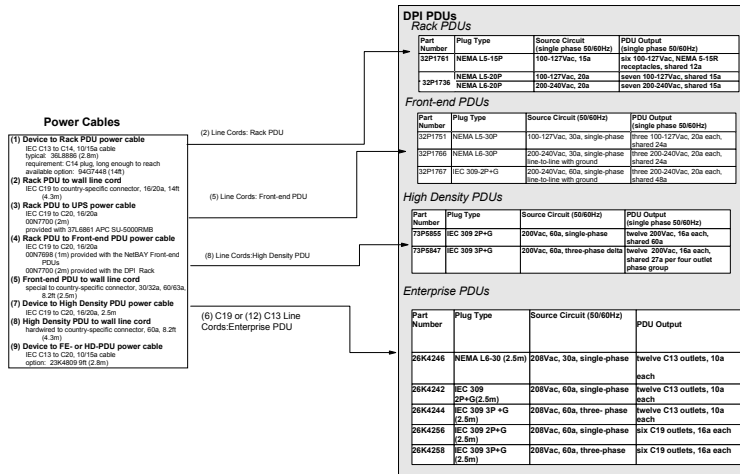 Power Cables
(1) Device to Rack PDU power cable
IEC C13 to C14, 10/15a cable
typical: 36L8886 (2.8m)
requirement: C14 plug, long enough to reach
available option: 94G7448 (14ft)
(2) Rack PDU to wall line cord
IEC C19 to country-specific connector, 16/20a, 14ft
(4.3m)
(3) Rack PDU to UPS power cable
IEC C19 to C20, 16/20a
00N7700 (2m)
provided with 37L6861 APC SU-5000RMB
(4) Rack PDU to Front-end PDU power cable
IEC C19 to C20, 16/20a
00N7698 (1m) provided with the NetBAY Front-end
PDUs
00N7700 (2m) provided with the DPI Rack
(5) Front-end PDU to wall line cord
special to country-specific connector, 30/32a, 60/63a,
8.2ft (2.5m)
(7) Device to High Density PDU power cable
IEC C19 to C20, 16/20a, 2.5m
(8) High Density PDU to wall line cord
hardwired to country-specific connector, 60a, 8.2ft
(4.3m)
(9) Device to FE- or HD-PDU power cable
IEC C13 to C20, 10/15a cable
option: 23K4809 9ft (2.8m)
(2) Line Cords: Rack PDU
(5) Line Cords: Front-end PDU
(8) Line Cords:High Density PDU
(6) C19 or (12) C13 Line
Cords:Enterprise PDU
DPI PDUs
Rack PDUs
Part Number Plug Type Source Circuit (single phase 50/60Hz) PDU Output (single phase 50/60Hz)
32P1761 NEMA L5-15P 100-127Vac, 15a six 100-127Vac, NEMA 5-15R receptacles, shared 12a
* 32P1736 NEMA L5-20P 100-127Vac, 20a seven 100-127Vac, shared 15a
NEMA L6-20P 200-240Vac, 20a seven 200-240Vac, shared 15a
Front-end PDUs
Part Number Plug Type Source Circuit (50/60Hz) PDU Output (single phase 50/60Hz)
32P1751 NEMA L5-30P 100-127Vac, 30a, single-phase three 100-127Vac, 20a each, shared 24a
32P1766 NEMA L6-30P 200-240Vac, 30a, single-phase line-to-line with ground three 200-240Vac, 20a each, shared 24a
32P1767 IEC 309-2P+G 200-240Vac, 60a, single-phase line-to-line with ground three 200-240Vac, 20a each, shared 48a
High Density PDUs
Part Number Plug Type Source Circuit (50/60Hz) PDU Output (single phase 50/60Hz)
73P5855 IEC 309 2P+G 200Vac, 60a, single-phase twelve 200Vac, 16a each, shared 60a
73P5847 IEC 309 3P+G 200Vac, 60a, three-phase delta twelve 200Vac, 16a each, shared 27a per four outlet phase group
Enterprise PDUs
Part Number Plug Type Source Circuit (50/60Hz) PDU Output
26K4246 NEMA L6-30 (2.5m) 208Vac, 30a, single-phase twelve C13 outlets, 10a each
26K4242 IEC 309 2P+G(2.5m) 208Vac, 60a, single-phase twelve C13 outlets, 10a each
26K4244 IEC 309 3P +G (2.5m) 208Vac, 60a, three- phase twelve C13 outlets, 10a each
26K4256 IEC 309 2P+G (2.5m) 208Vac, 60a, single-phase six C19 outlets, 16a each
26K4258 IEC 309 3P+G (2.5m) 208Vac, 60a, three-phase six C19 outlets, 16a each